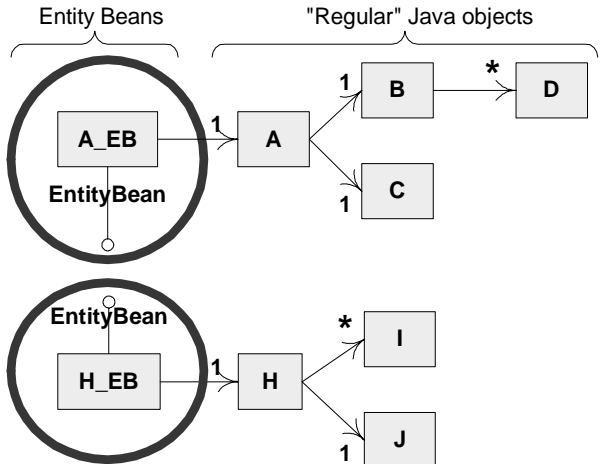 Entity Beans "Regular" Java objects
1 B * D
A_EB 1 A
EntityBean 1 C
EntityBean * I
H_EB 1 H
1 J